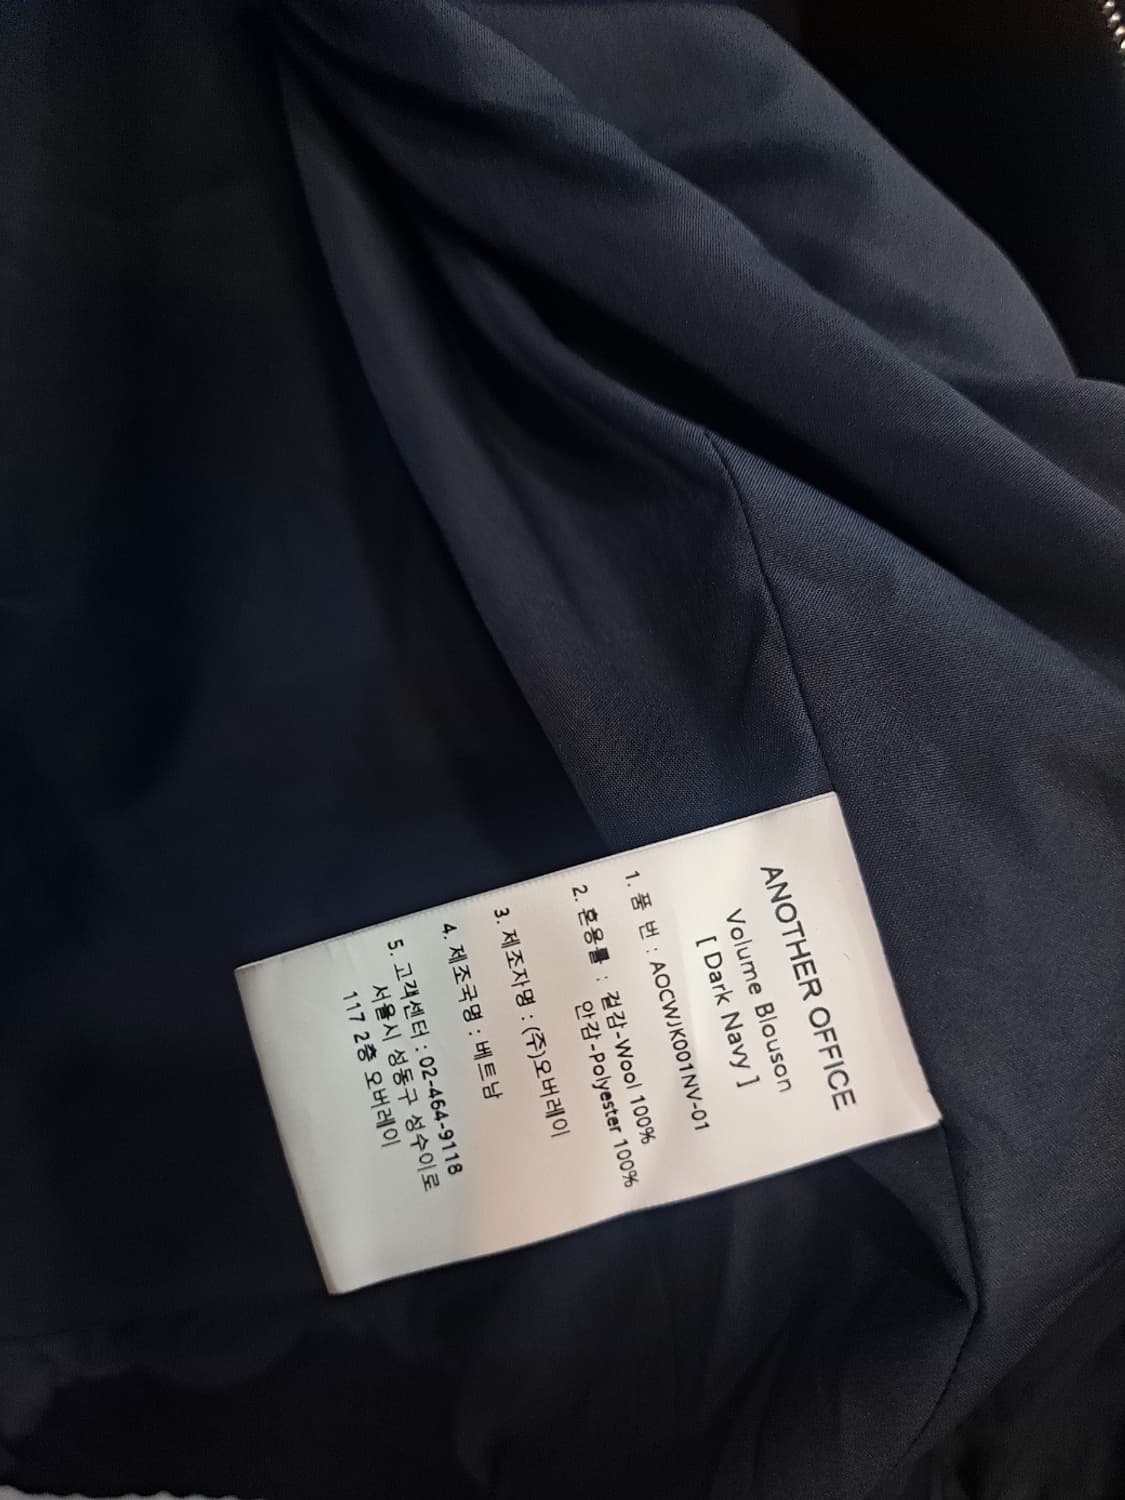 ANOTHER OFFICE
Volume Blouson
[ Dark Navy ]
1. 품 번 : AOCWJK001NV-01
2. 혼용률 : 겉감-Wool 100%
안감-Polyester 100%
3. 제조자명 : (주)오버레이
4. 제조국명 : 베트남
5. 고객센터 : 02-464-9118
서울시 성동구 성수이로
117 2층 오버레이